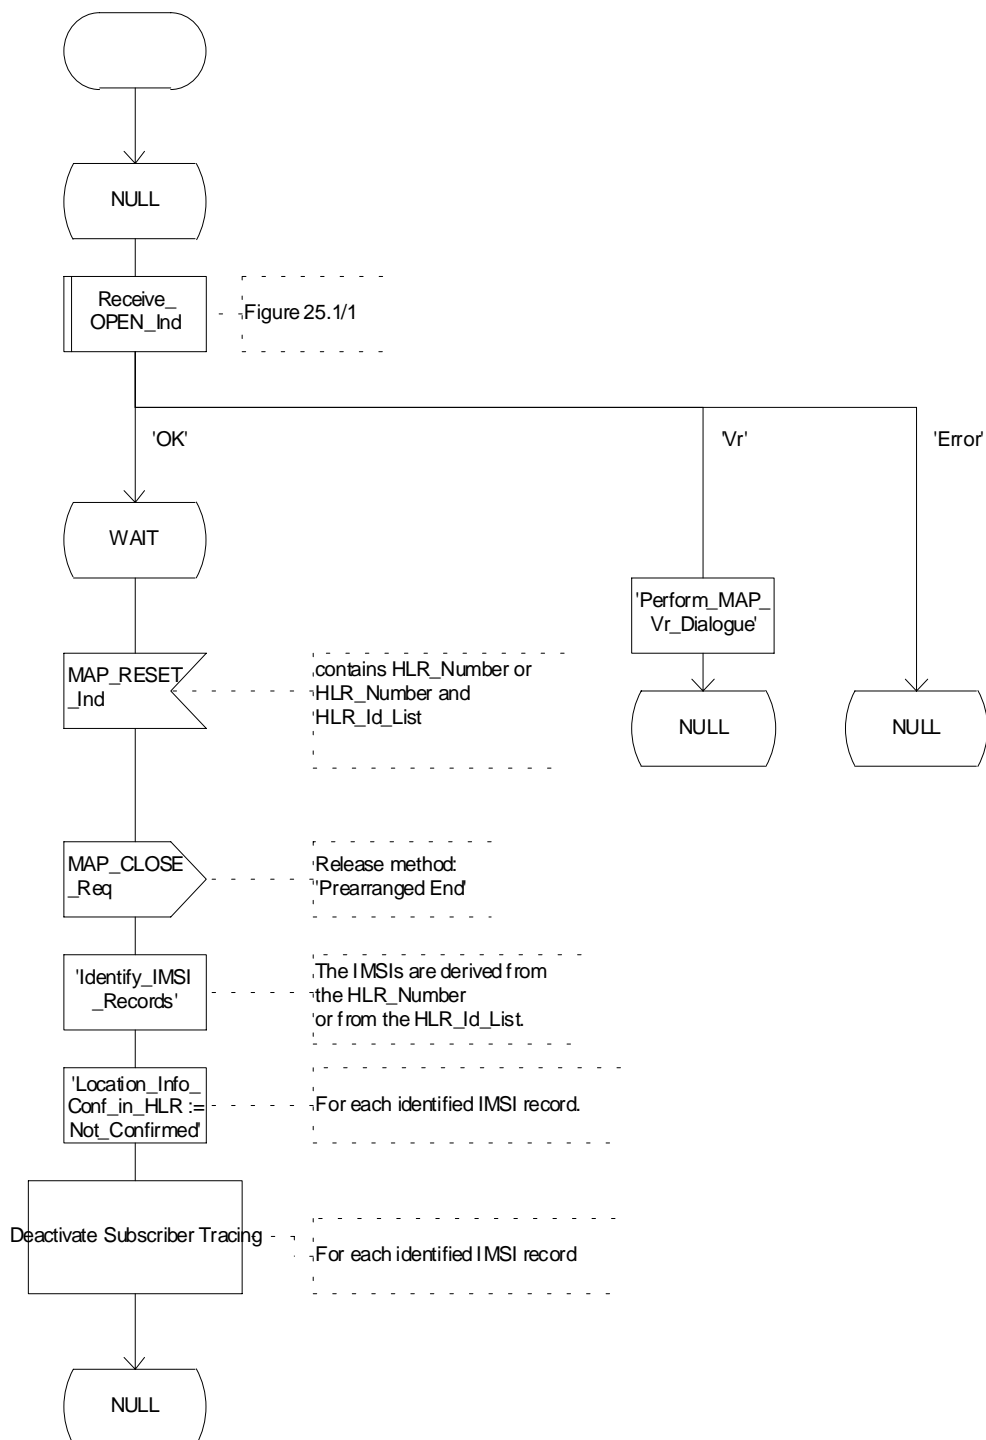 NULL
Receive_
OPEN_Ind
Figure 25.1/1
'OK'
'Vr'
'Error'
WAIT
'Perform_MAP_
Vr_Dialogue'
MAP_RESET
_Ind
contains HLR_Number or
HLR_Number and
HLR_Id_List
NULL
NULL
MAP_CLOSE
_Req
Release method:
'Prearranged End'
'Identify_IMSI
_Records'
The IMSIs are derived from
the HLR_Number
or from the HLR_Id_List.
'Location_Info_
Conf_in_HLR :=
Not_Confirmed'
For each identified IMSI record.
Deactivate Subscriber Tracing
For each identified IMSI record
NULL